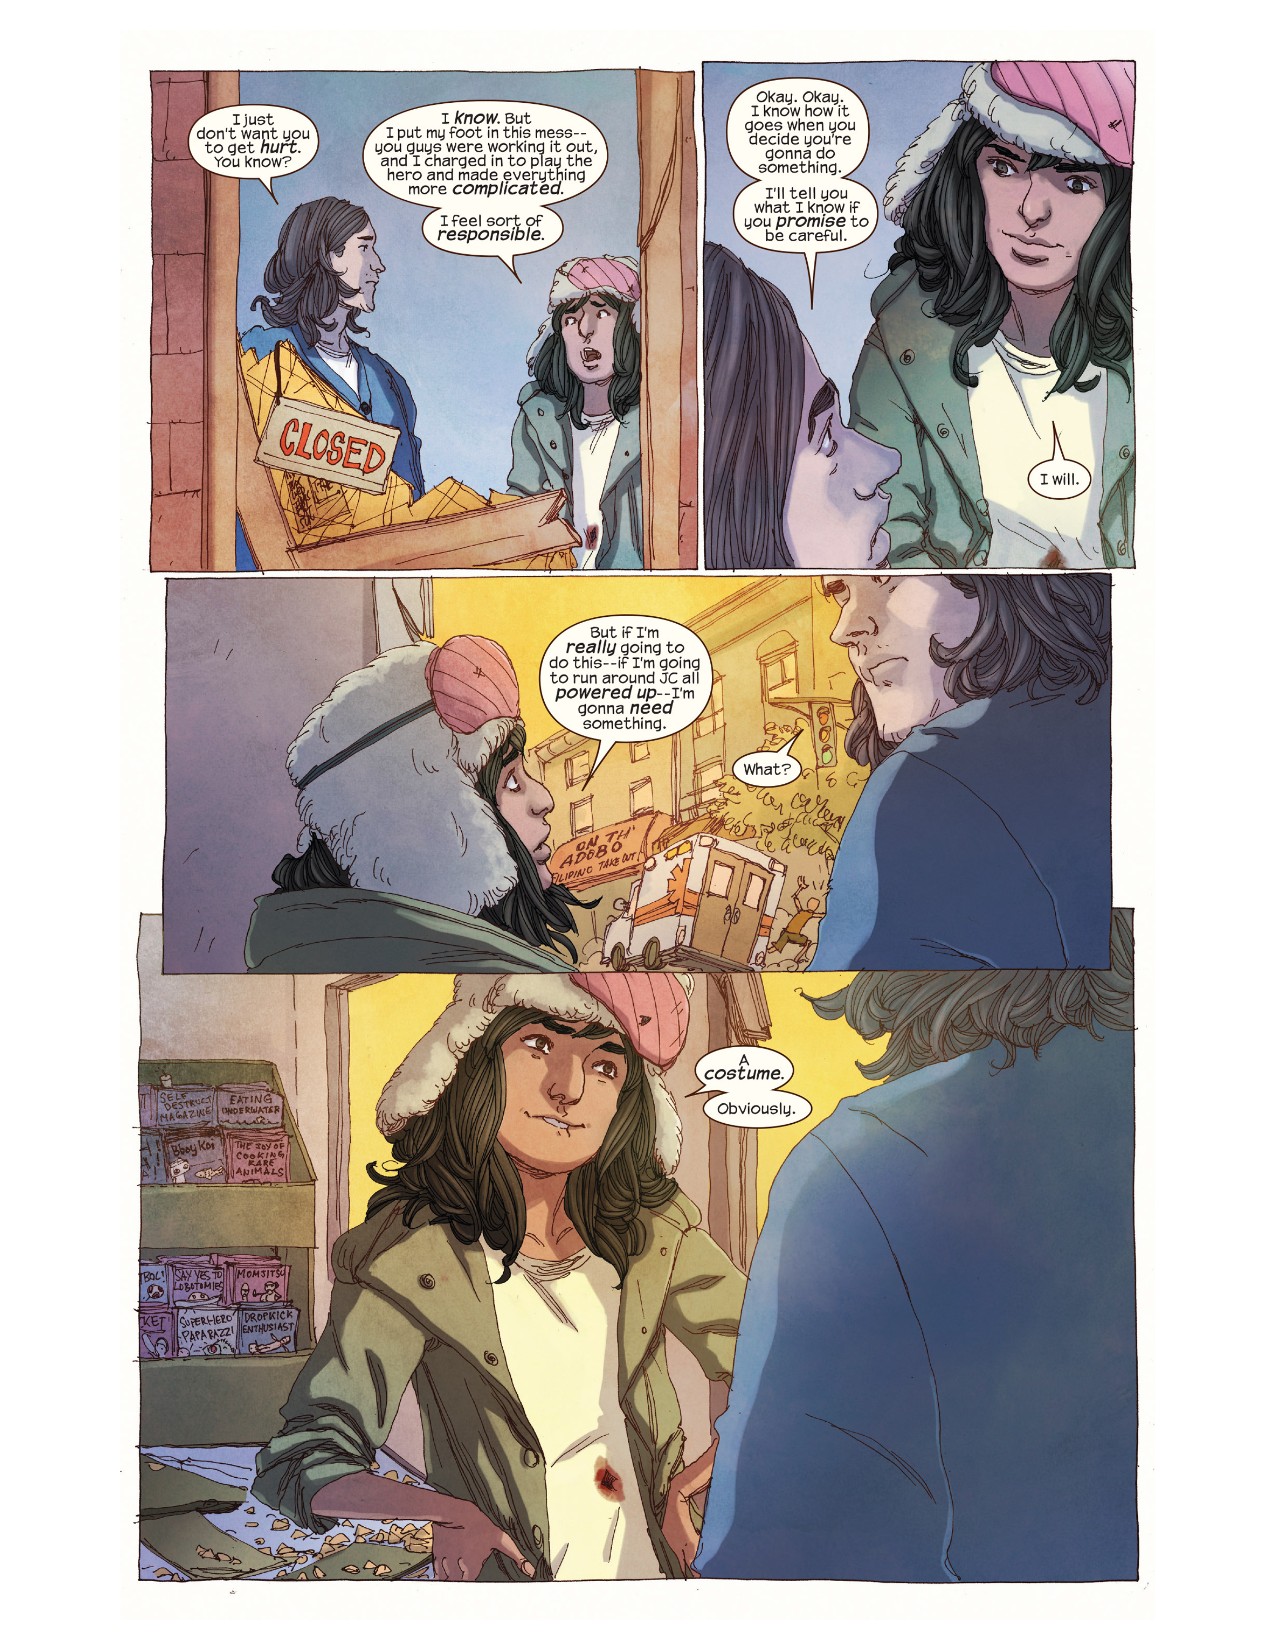 I just
don't want you
to get hurt.
You know?
I know. But
I put my foot in this mess--
you guys were working it out,
and I charged in to play the
hero and made everything
more complicated.
I feel sort of
responsible.
CLOSED
Okay. Okay.
I know how it
goes when you
decide you're
gonna do
something.
I'll tell you
what I know if
you promise to
be careful.
I will.
But if I'm
really going to
do this--if I'm going
to run around JC all
powered up--I'm
gonna need
something.
What?
ON TH'
ADOBO
ILIPINO TAKE OUT
A
costume.
Obviously.
SELF
DESTRUCT
MAGAZINE
EATING
UNDERWATER
THE JOY OF
COOKING
RARE
ANIMALS
BOL!
SAY YES TO
LOBOTOMIES
MOMJITSU
KET
SUPERHERO
PAPARAZZI
DROPKICK
ENTHUSIAST